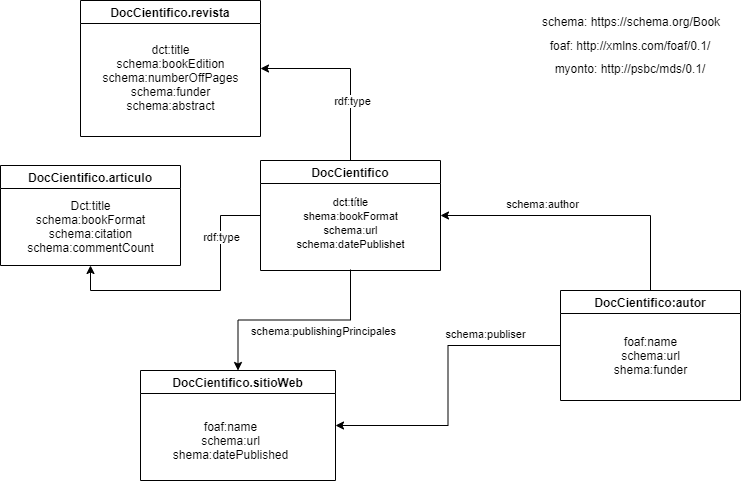 DocCientifico.revista
dct:title
schema:bookEdition
schema:numberOffPages
schema:funder
schema:abstract
schema: https://schema.org/Book
foaf: http://xmlns.com/foaf/0.1/
myonto: http://psbc/mds/0.1/
rdf:type
DocCientifico.articulo
Dct:title
schema:bookFormat
schema:citation
schema:commentCount
rdf:type
DocCientifico
dct:title
shema:bookFormat
schema:url
schema:datePublishet
schema:author
DocCientifico:autor
foaf:name
schema:url
shema:funder
schema:publishingPrincipales
schema:publiser
DocCientifico.sitioWeb
foaf:name
schema:url
shema:datePublished